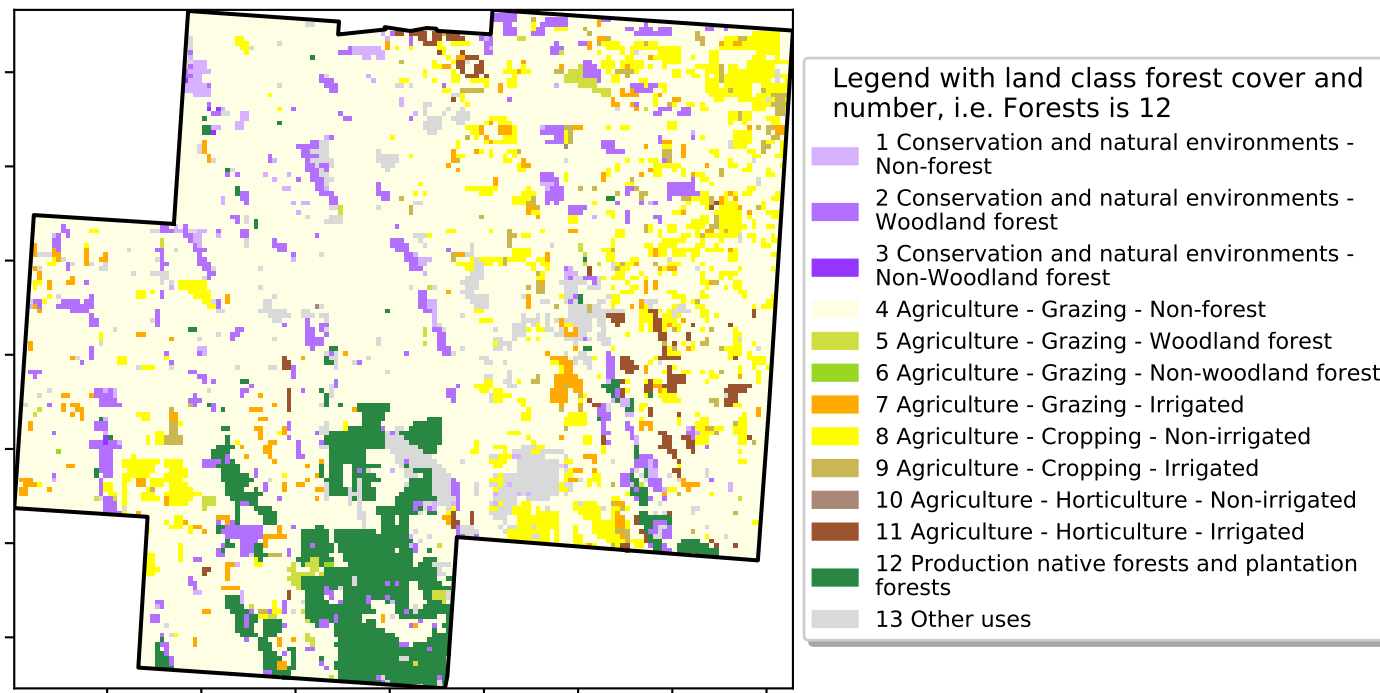 Legend with land class forest cover and
number, i.e. Forests is 12
1 Conservation and natural environments -
Non-forest
2 Conservation and natural environments -
Woodland forest
3 Conservation and natural environments -
Non-Woodland forest
4 Agriculture - Grazing - Non-forest
5 Agriculture - Grazing - Woodland forest
6 Agriculture - Grazing - Non-woodland forest
7 Agriculture - Grazing - Irrigated
8 Agriculture - Cropping - Non-irrigated
9 Agriculture - Cropping - Irrigated
10 Agriculture - Horticulture - Non-irrigated
11 Agriculture - Horticulture - Irrigated
12 Production native forests and plantation
forests
13 Other uses